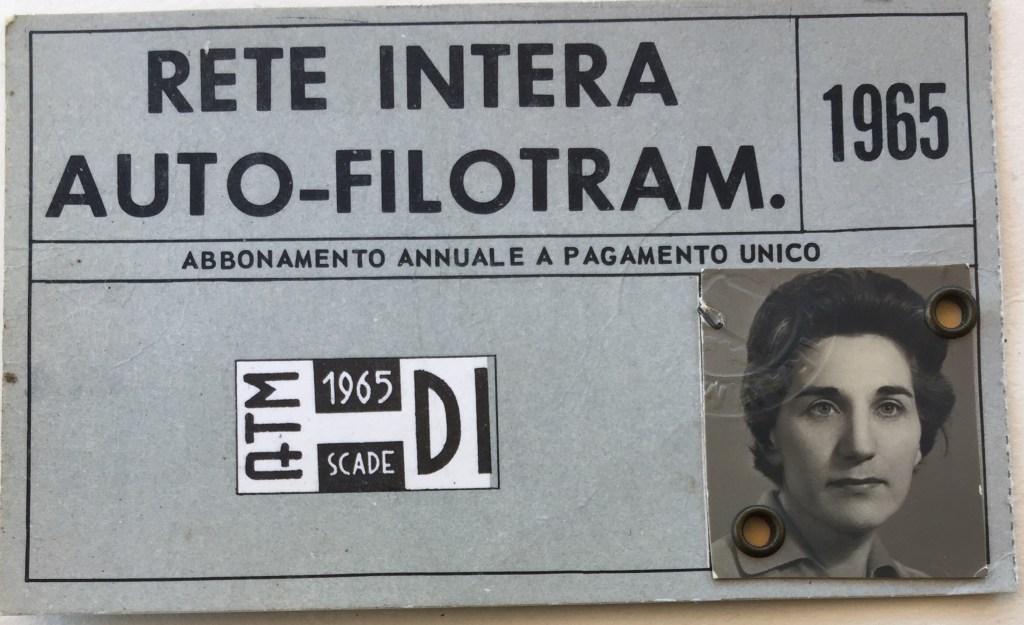 RETE INTERA
1965
AUTO-FILOTRAM.
ABBONAMENTO ANNUALE A PAGAMENTO UNICO
ATM
1965
SCADE
DI